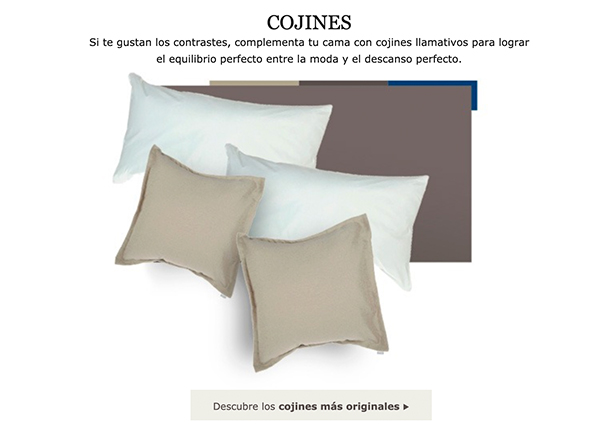 COJINES
Si te gustan los contrastes, complementa tu cama con cojines llamativos para lograr
el equilibrio perfecto entre la moda y el descanso perfecto.
Descubre los cojines más originales ▸